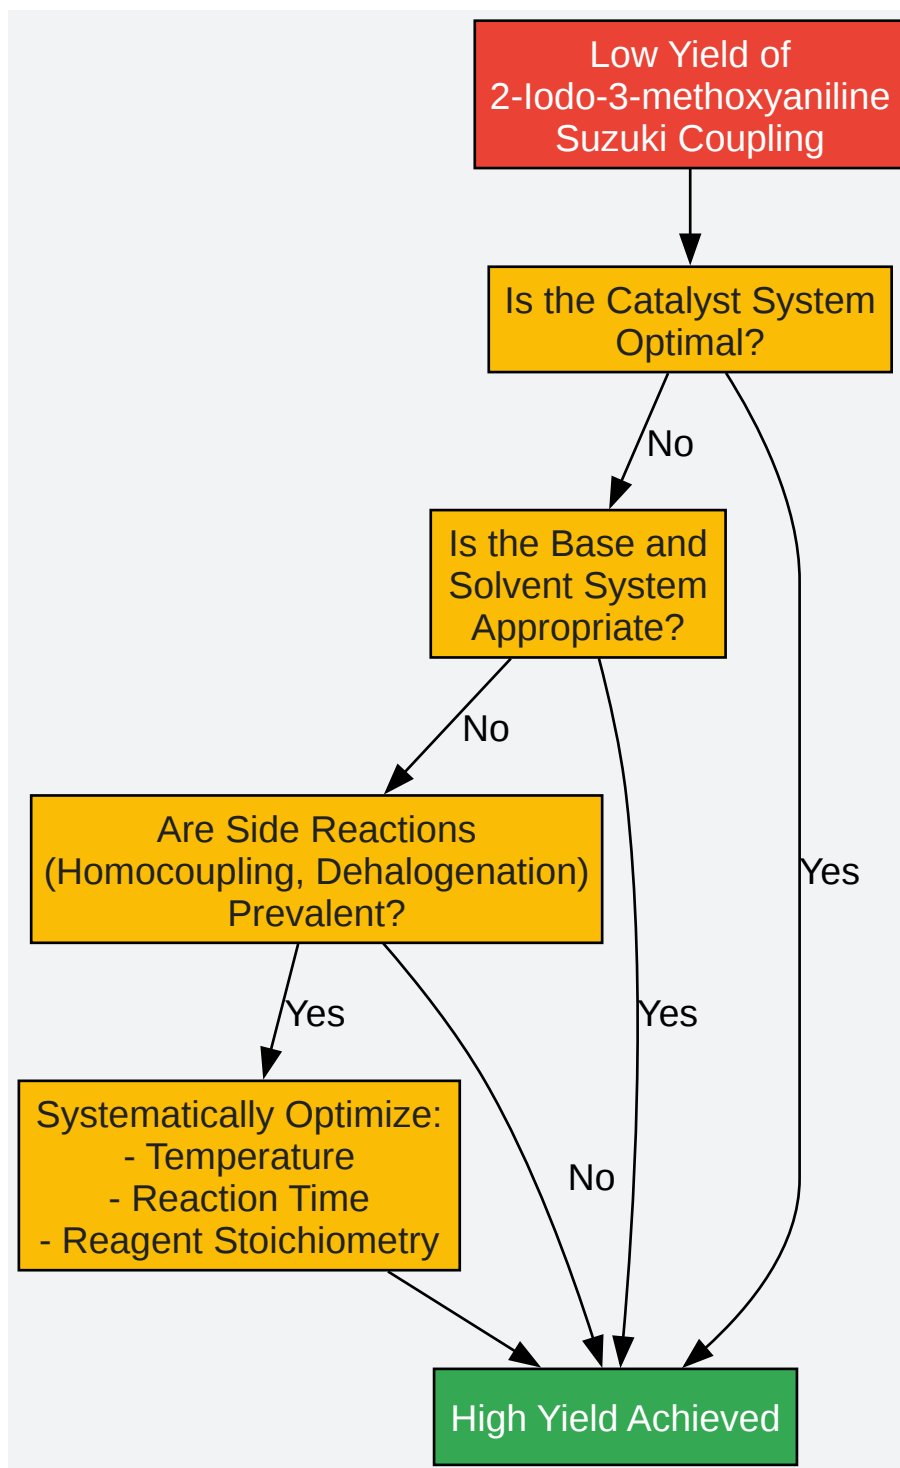 Low Yield of
2-Iodo-3-methoxyaniline
Suzuki Coupling
Is the Catalyst System
Optimal?
No
Is the Base and
Solvent System
Appropriate?
No
Are Side Reactions
(Homocoupling, Dehalogenation)
Prevalent?
Yes
Yes
Yes
Systematically Optimize:
- Temperature
- Reaction Time
- Reagent Stoichiometry
No
High Yield Achieved